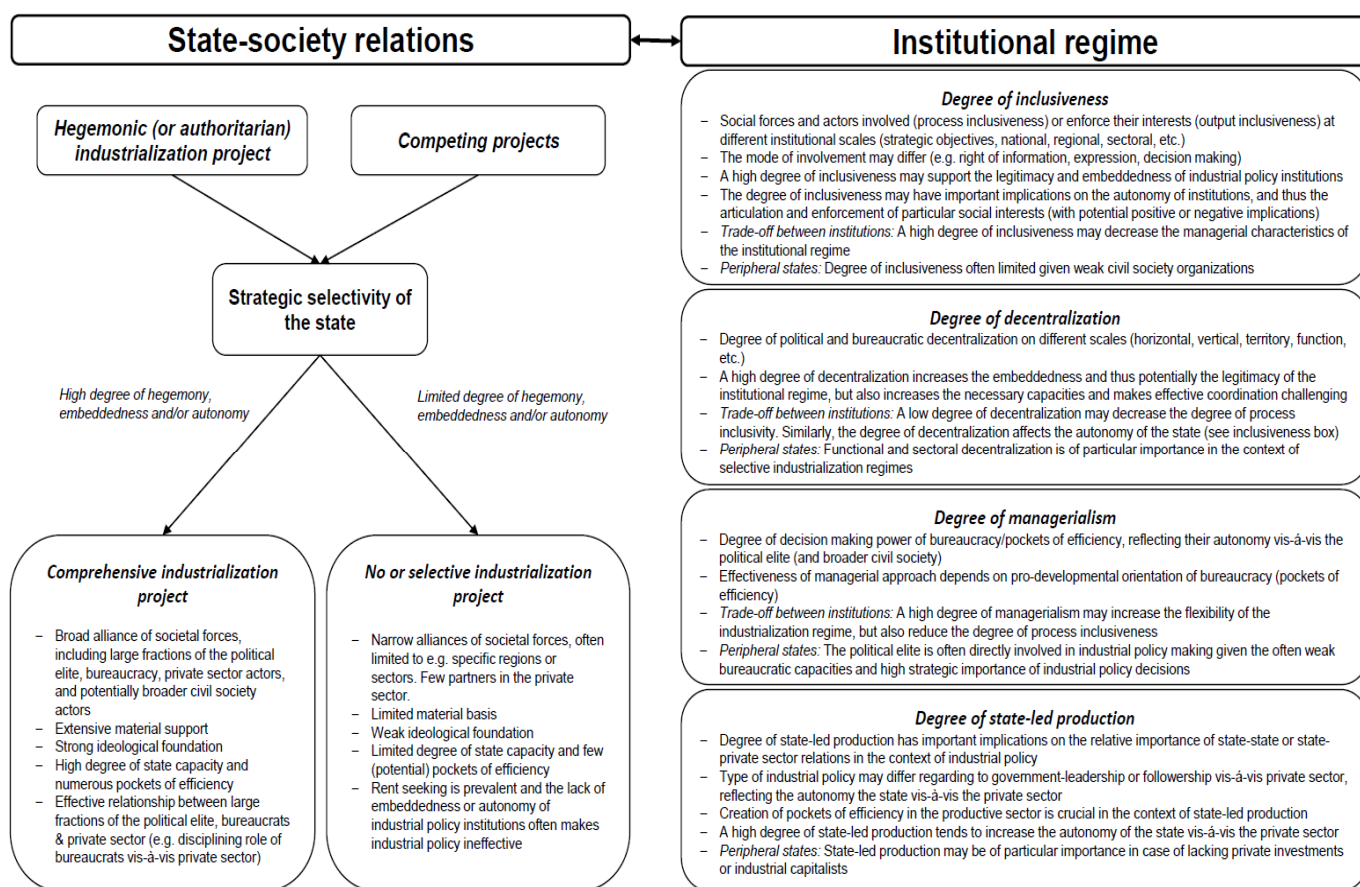 State-society relations
Institutional regime
Hegemonic (or authoritarian)
industrialization project
Competing projects
Strategic selectivity of
the state
High degree of hegemony,
embeddedness and/or autonomy
Limited degree of hegemony,
embeddedness and/or autonomy
Comprehensive industrialization
project
– Broad alliance of societal forces,
including large fractions of the political
elite, bureaucracy, private sector actors,
and potentially broader civil society
actors
– Extensive material support
– Strong ideological foundation
– High degree of state capacity and
numerous pockets of efficiency
– Effective relationship between large
fractions of the political elite, bureaucrats
& private sector (e.g. disciplining role of
bureaucrats vis-à-vis private sector)
No or selective industrialization
project
– Narrow alliances of societal forces, often
limited to e.g. specific regions or
sectors. Few partners in the private
sector.
– Limited material basis
– Weak ideological foundation
– Limited degree of state capacity and few
(potential) pockets of efficiency
– Rent seeking is prevalent and the lack of
embeddedness or autonomy of
industrial policy institutions often makes
industrial policy ineffective
Degree of inclusiveness
– Social forces and actors involved (process inclusiveness) or enforce their interests (output inclusiveness) at
different institutional scales (strategic objectives, national, regional, sectoral, etc.)
– The mode of involvement may differ (e.g. right of information, expression, decision making)
– A high degree of inclusiveness may support the legitimacy and embeddedness of industrial policy institutions
– The degree of inclusiveness may have important implications on the autonomy of institutions, and thus the
articulation and enforcement of particular social interests (with potential positive or negative implications)
– Trade-off between institutions: A high degree of inclusiveness may decrease the managerial characteristics of
the institutional regime
– Peripheral states: Degree of inclusiveness often limited given weak civil society organizations
Degree of decentralization
– Degree of political and bureaucratic decentralization on different scales (horizontal, vertical, territory, function,
etc.)
– A high degree of decentralization increases the embeddedness and thus potentially the legitimacy of the
institutional regime, but also increases the necessary capacities and makes effective coordination challenging
– Trade-off between institutions: A low degree of decentralization may decrease the degree of process
inclusivity. Similarly, the degree of decentralization affects the autonomy of the state (see inclusiveness box)
– Peripheral states: Functional and sectoral decentralization is of particular importance in the context of
selective industrialization regimes
Degree of managerialism
– Degree of decision making power of bureaucracy/pockets of efficiency, reflecting their autonomy vis-á-vis the
political elite (and broader civil society)
– Effectiveness of managerial approach depends on pro-developmental orientation of bureaucracy (pockets of
efficiency)
– Trade-off between institutions: A high degree of managerialism may increase the flexibility of the
industrialization regime, but also reduce the degree of process inclusiveness
– Peripheral states: The political elite is often directly involved in industrial policy making given the often weak
bureaucratic capacities and high strategic importance of industrial policy decisions
Degree of state-led production
– Degree of state-led production has important implications on the relative importance of state-state or state-
private sector relations in the context of industrial policy
– Type of industrial policy may differ regarding to government-leadership or followership vis-á-vis private sector,
reflecting the autonomy the state vis-à-vis the private sector
– Creation of pockets of efficiency in the productive sector is crucial in the context of state-led production
– A high degree of state-led production tends to increase the autonomy of the state vis-á-vis the private sector
– Peripheral states: State-led production may be of particular importance in case of lacking private investments
or industrial capitalists